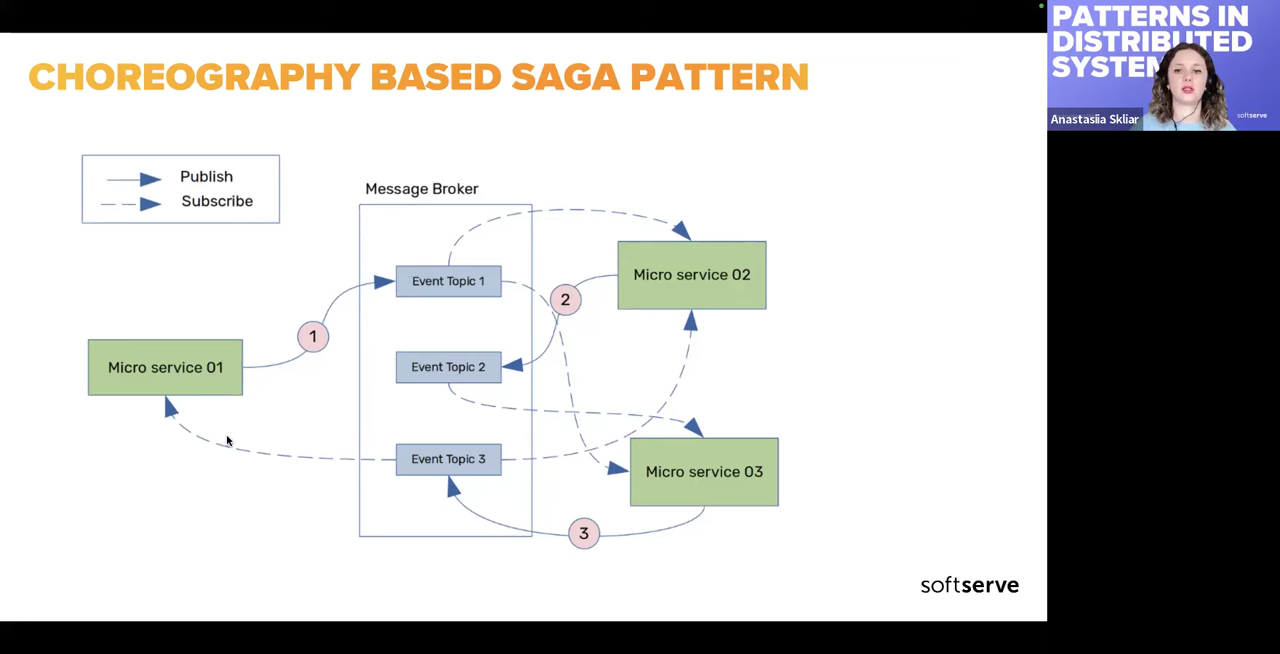 CHOREOGRAPHY BASED SAGA PATTERN
Publish
Subscribe
Message Broker
Event Topic 1
Micro service 02
2
1
Micro service 01
Event Topic 2
Event Topic 3
Micro service 03
3
softserve
PATTERNS IN
DISTRIBUTED
SYSTEM
Anastasiia Skliar
softserve